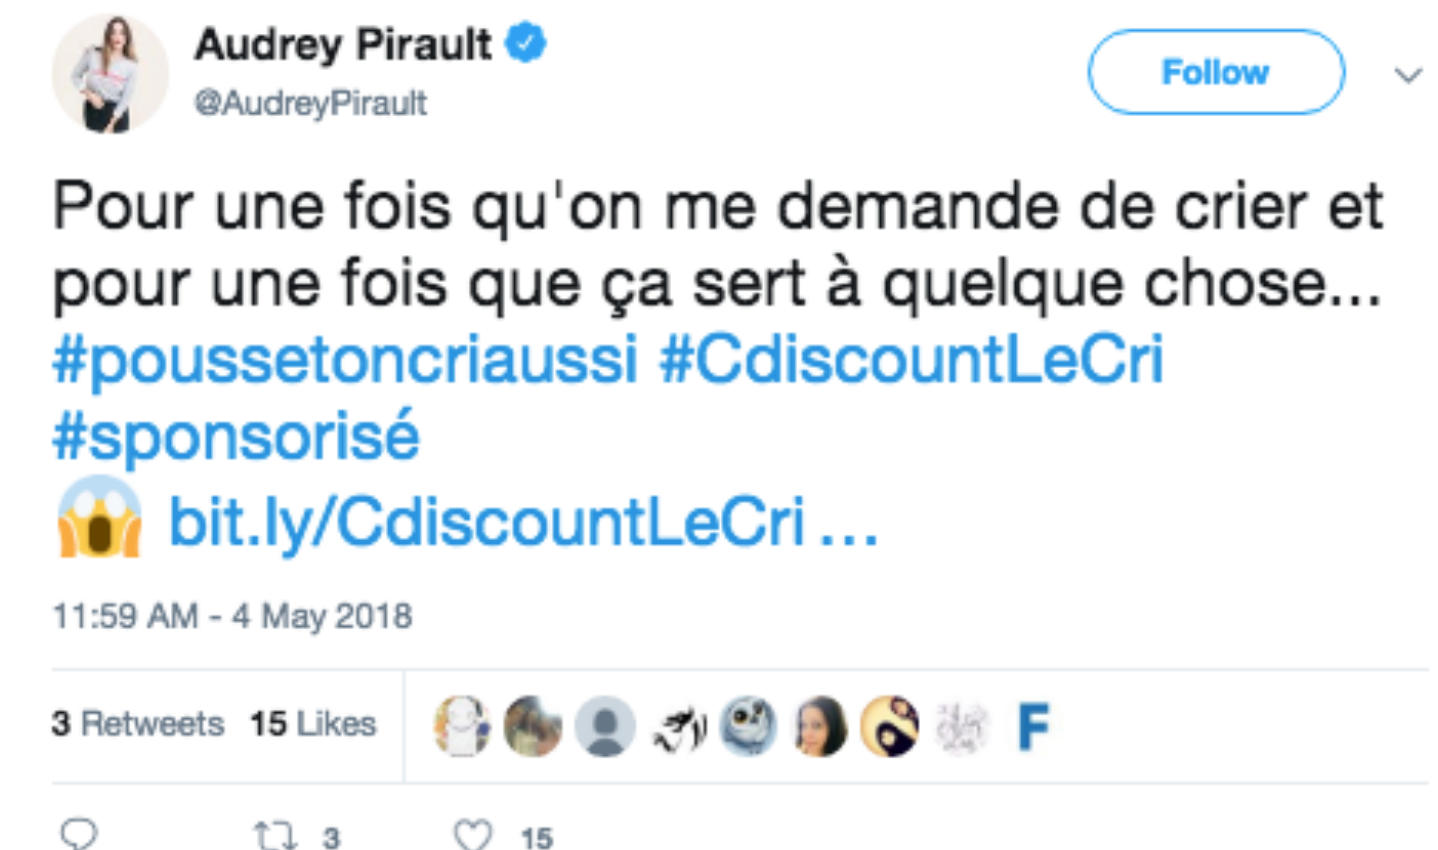 Audrey Pirault
@AudreyPirault
Follow
Pour une fois qu'on me demande de crier et
pour une fois que ça sert à quelque chose...
#poussetoncriaussi #CdiscountLeCri
#sponsorisé
😱 bit.ly/CdiscountLeCri ...
11:59 AM - 4 May 2018
3 Retweets 15 Likes
F
3 15